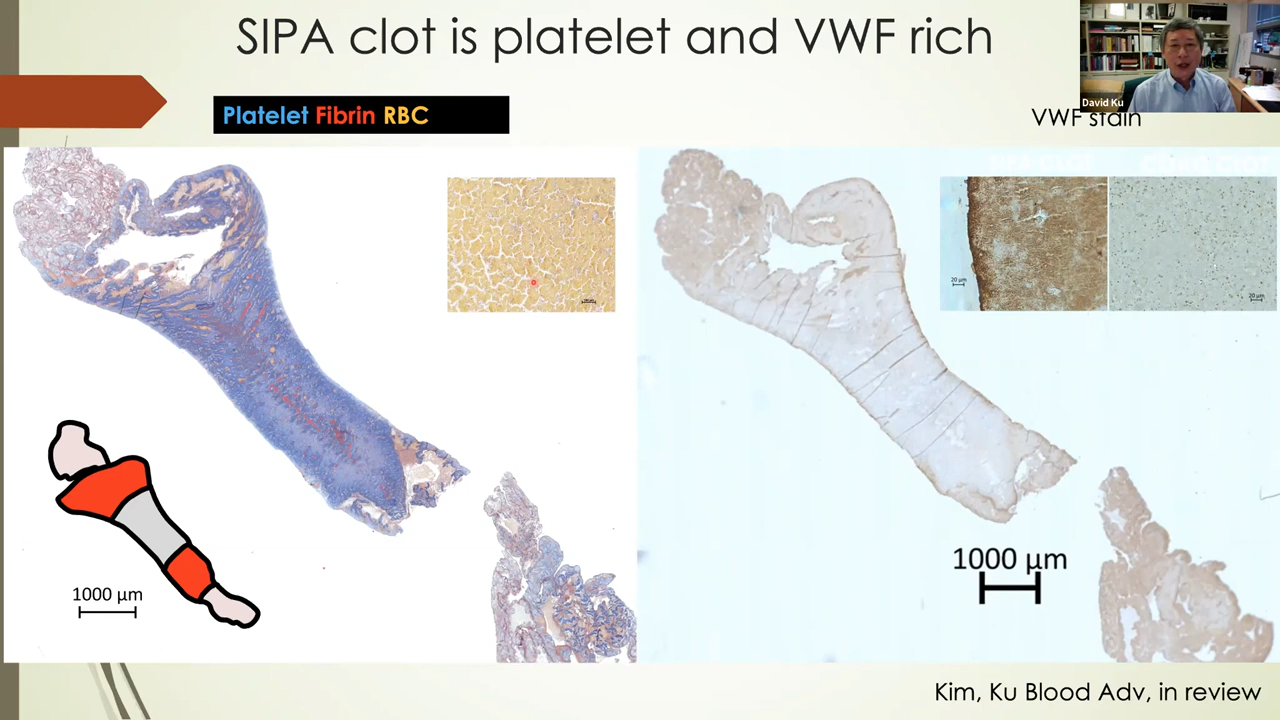 SIPA clot is platelet and VWF rich
David Ku
Platelet Fibrin RBC
VWF stain
20 µm
20 µm
1000 µm
1000 µm
Kim, Ku Blood Adv, in review